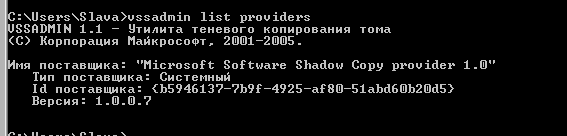 C:\Users\Slava>vssadmin list providers
VSSADMIN 1.1 - Утилита теневого копирования тома
(C) Корпорация Майкрософт, 2001-2005.
Имя поставщика: "Microsoft Software Shadow Copy provider 1.0"
Тип поставщика: Системный
Id поставщика: {b5946137-7b9f-4925-af80-51abd60b20d5}
Версия: 1.0.0.7
C:\Users\Slava>